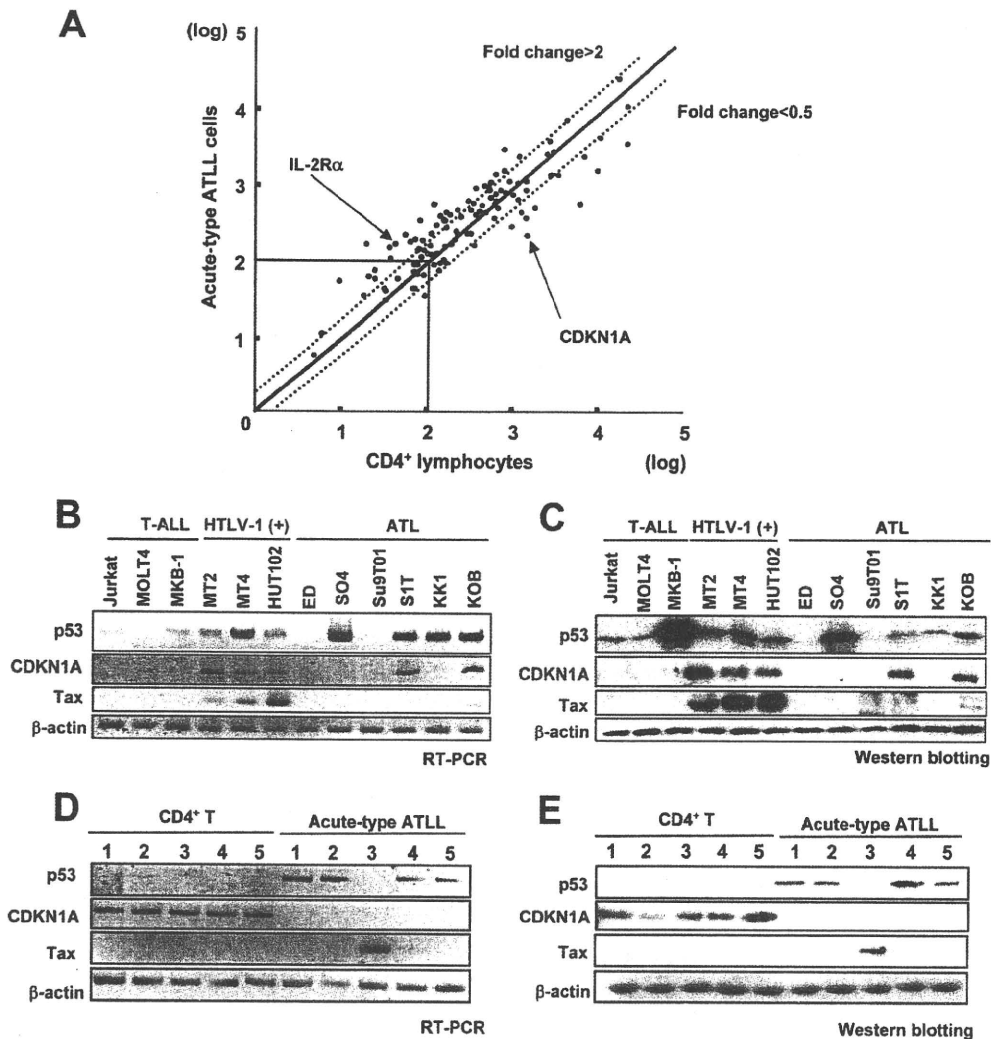 A
(log)
5
4
3
2
1
0
Acute-type ATLL cells
Fold change>2
Fold change<0.5
IL-2Rα
CDKN1A
1 2 3 4 5
CD4⁺ lymphocytes (log)
B
T-ALL HTLV-1 (+) ATL
Jurkat MOLT4 MKB-1 MT2 MT4 HUT102 ED SO4 Su9T01 S1T KK1 KOB
p53
CDKN1A
Tax
β-actin
RT-PCR
C
T-ALL HTLV-1 (+) ATL
Jurkat MOLT4 MKB-1 MT2 MT4 HUT102 ED SO4 Su9T01 S1T KK1 KOB
p53
CDKN1A
Tax
β-actin
Western blotting
D
CD4⁺ T Acute-type ATLL
1 2 3 4 5 1 2 3 4 5
p53
CDKN1A
Tax
β-actin
RT-PCR
E
CD4⁺ T Acute-type ATLL
1 2 3 4 5 1 2 3 4 5
p53
CDKN1A
Tax
β-actin
Western blotting